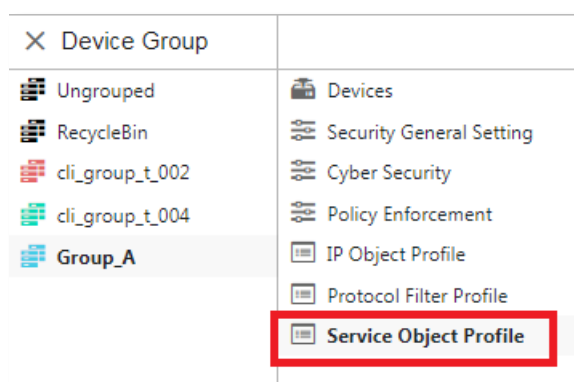 Device Group
Ungrouped
RecycleBin
cli_group_t_002
cli_group_t_004
Group_A
Devices
Security General Setting
Cyber Security
Policy Enforcement
IP Object Profile
Protocol Filter Profile
Service Object Profile